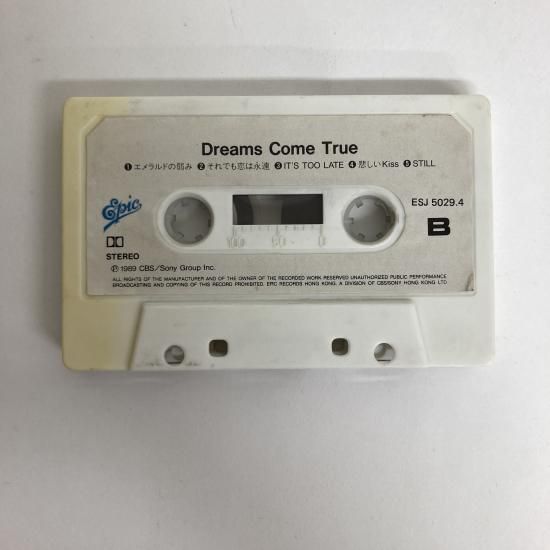 Dreams Come True
❶エメラルドの弱み ❷それでも恋は永遠 ❸IT'S TOO LATE ❹悲しいKiss ❺STILL
Epic
ESJ 5029.4
B
100 50 0
STEREO
Ⓟ 1989 CBS/Sony Group Inc.
ALL RIGHTS OF THE MANUFACTURER AND OF THE OWNER OF THE RECORDED WORK RESERVED UNAUTHORIZED PUBLIC PERFORMANCE
BROADCASTING AND COPYING OF THIS RECORD PROHIBITED. EPIC RECORDS HONG KONG, A DIVISION OF CBS/SONY HONG KONG LTD